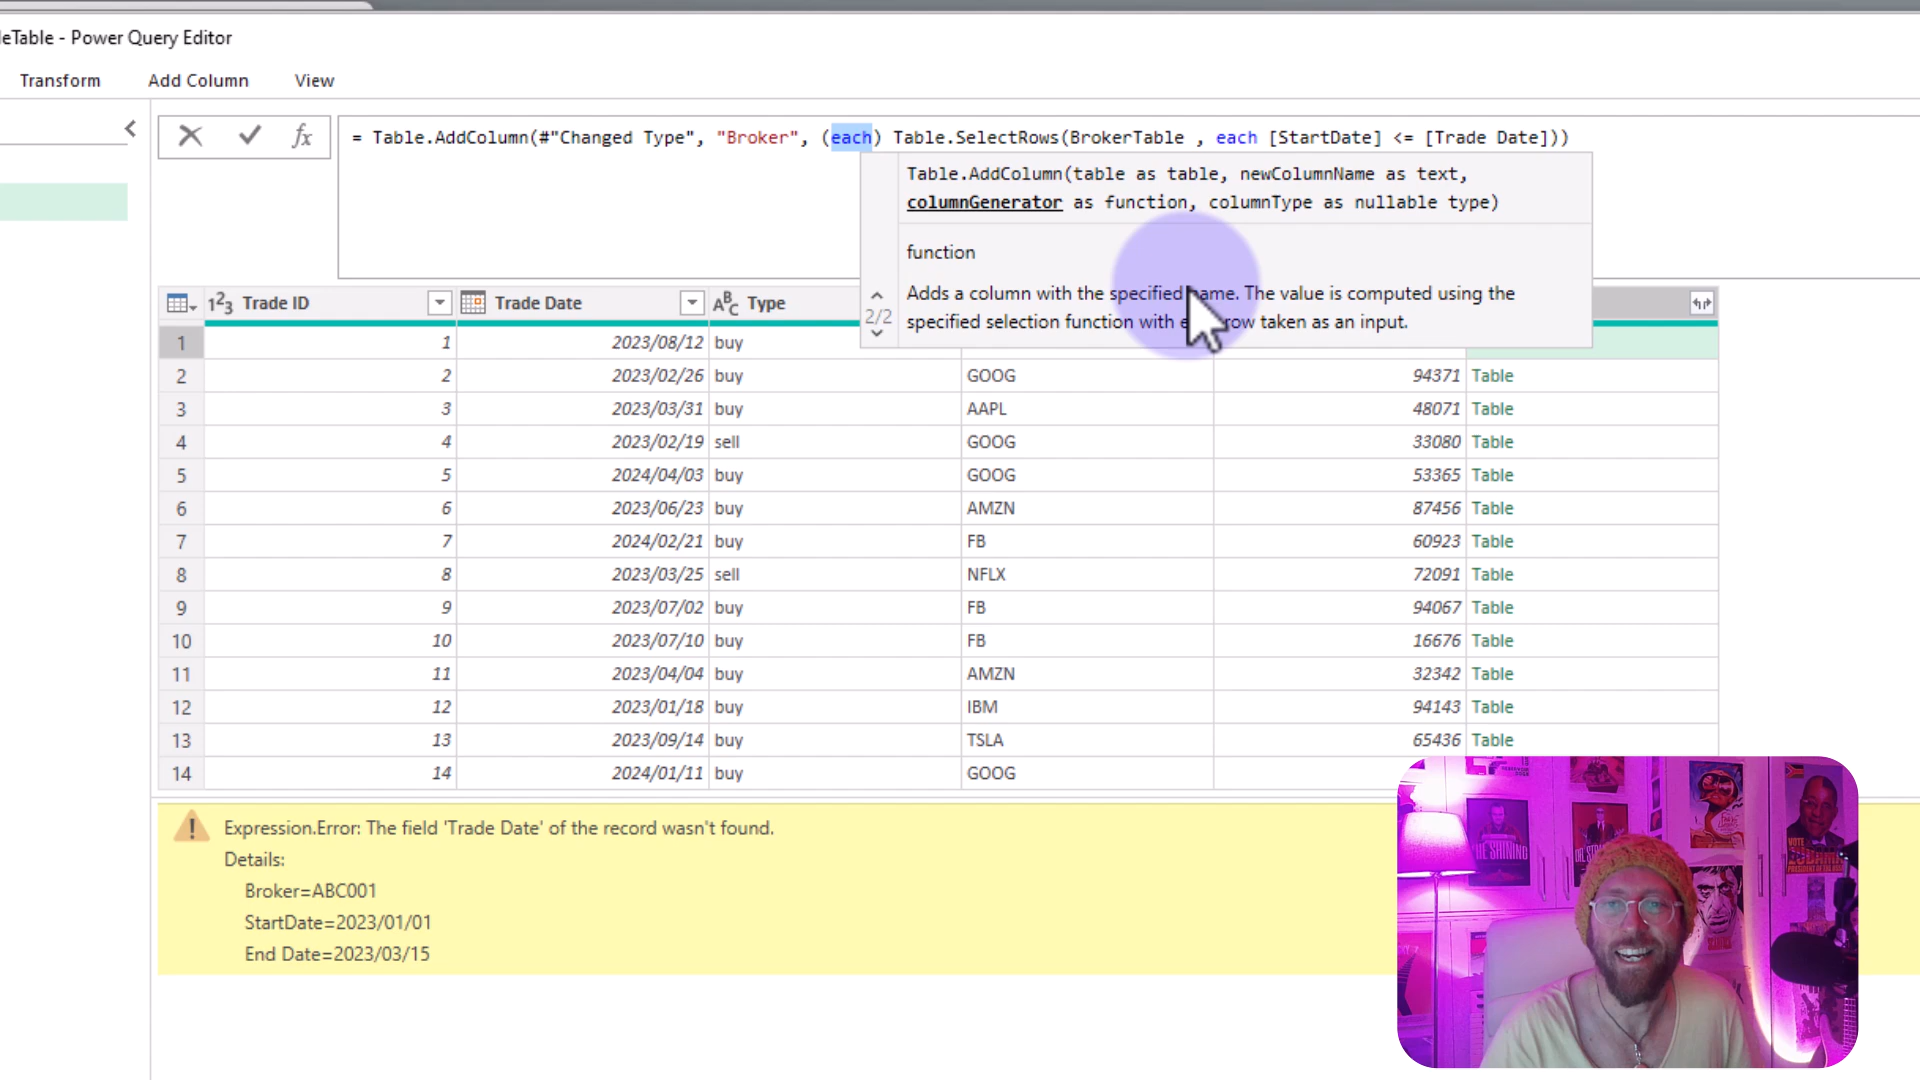 leTable - Power Query Editor
Transform Add Column View
= Table.AddColumn(#"Changed Type", "Broker", (each) Table.SelectRows(BrokerTable , each [StartDate] <= [Trade Date]))
Table.AddColumn(table as table, newColumnName as text,
columnGenerator as function, columnType as nullable type)
function
Adds a column with the specified name. The value is computed using the
2/2
specified selection function with row taken as an input.
Trade ID Trade Date Type
1 1 2023/08/12 buy
2 2 2023/02/26 buy GOOG 94371 Table
3 3 2023/03/31 buy AAPL 48071 Table
4 4 2023/02/19 sell GOOG 33080 Table
5 5 2024/04/03 buy GOOG 53365 Table
6 6 2023/06/23 buy AMZN 87456 Table
7 7 2024/02/21 buy FB 60923 Table
8 8 2023/03/25 sell NFLX 72091 Table
9 9 2023/07/02 buy FB 94067 Table
10 10 2023/07/10 buy FB 16676 Table
11 11 2023/04/04 buy AMZN 32342 Table
12 12 2023/01/18 buy IBM 94143 Table
13 13 2023/09/14 buy TSLA 65436 Table
14 14 2024/01/11 buy GOOG
Expression.Error: The field 'Trade Date' of the record wasn't found.
Details:
Broker=ABC001
StartDate=2023/01/01
End Date=2023/03/15
THE SHINING
VOTE